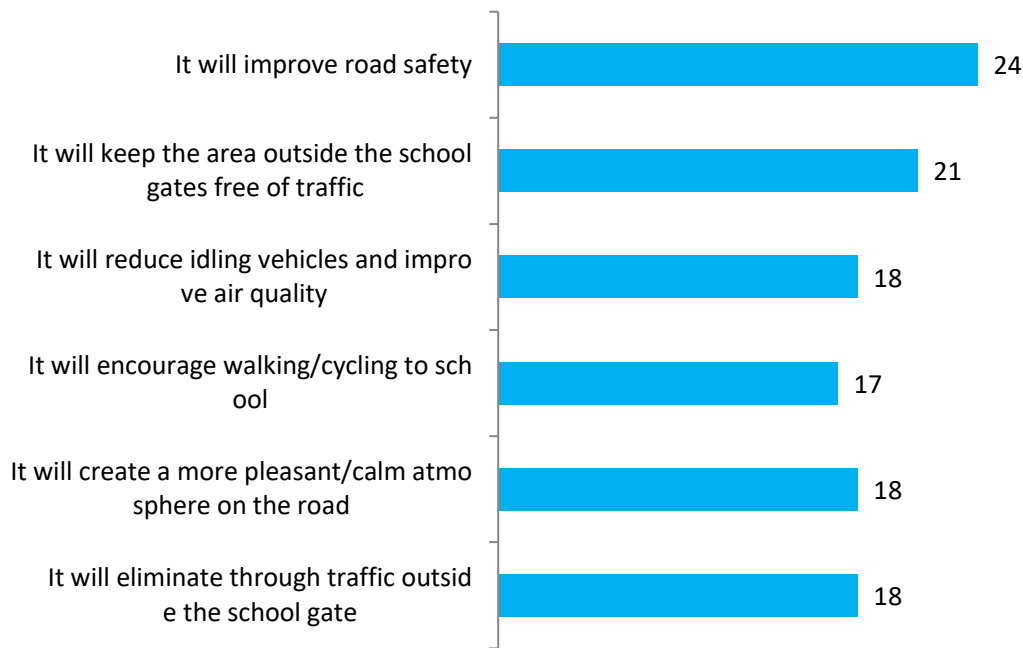 It will improve road safety
24
It will keep the area outside the school
gates free of traffic
21
It will reduce idling vehicles and impro
ve air quality
18
It will encourage walking/cycling to sch
ool
17
It will create a more pleasant/calm atmo
sphere on the road
18
It will eliminate through traffic outsid
e the school gate
18